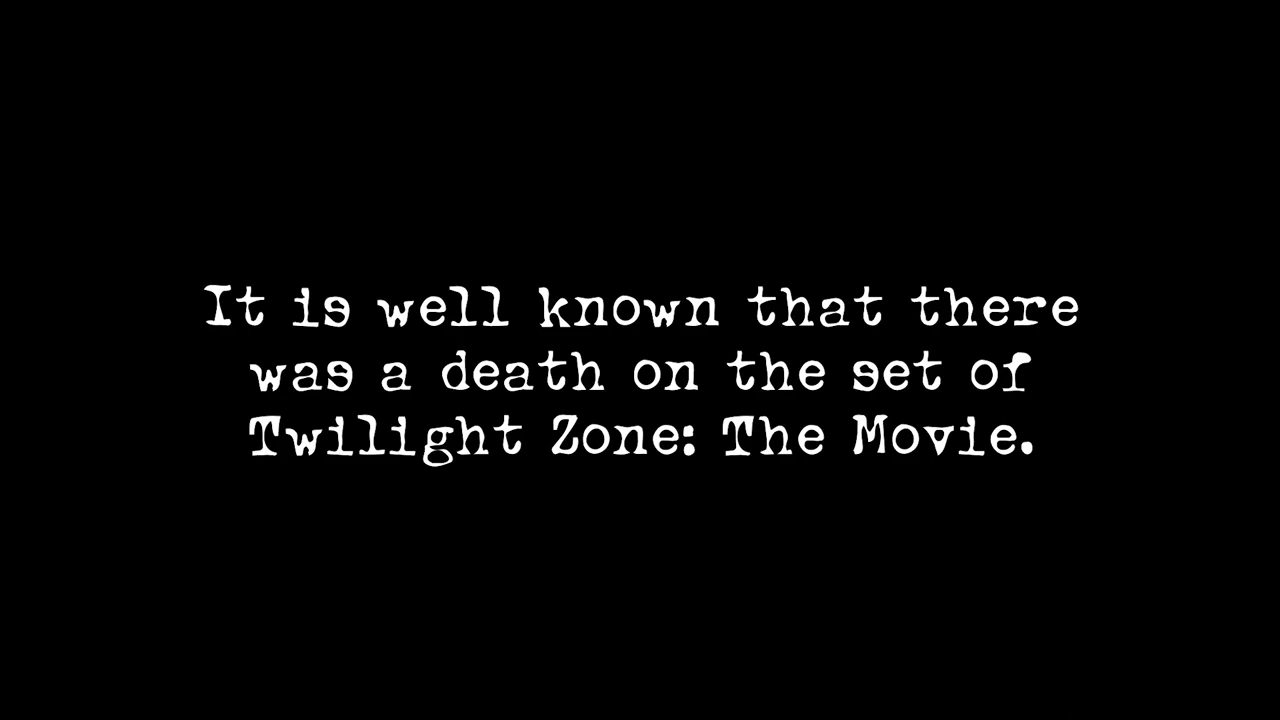 It is well known that there
was a death on the set of
Twilight Zone: The Movie.